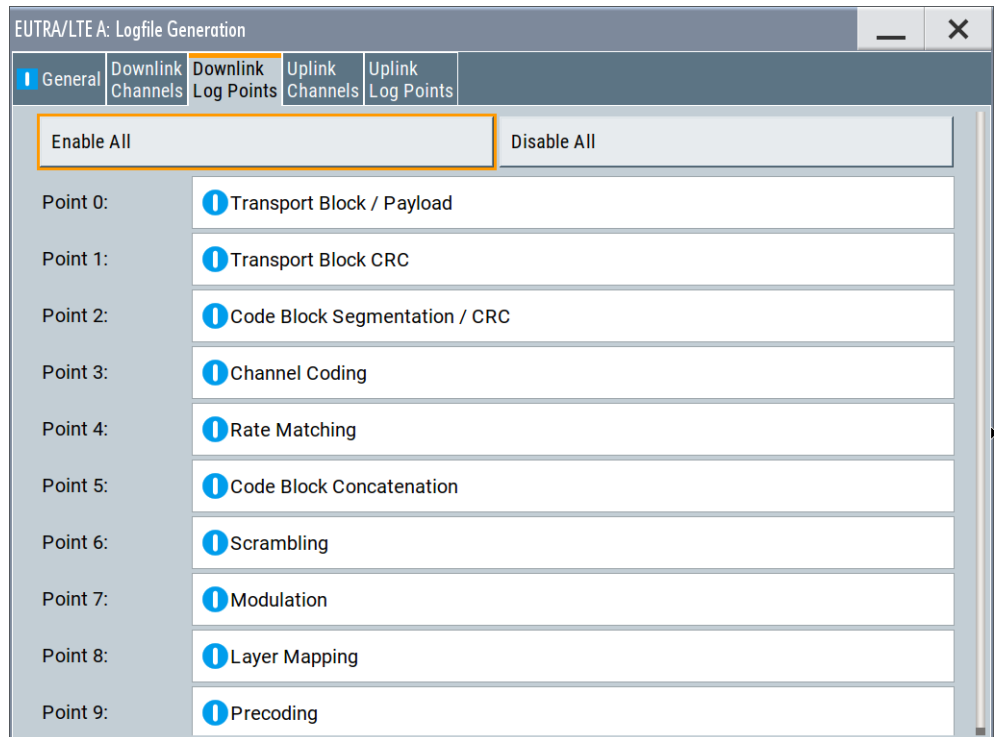 EUTRA/LTE A: Logfile Generation
General
Downlink Channels
Downlink Log Points
Uplink Channels
Uplink Log Points
Enable All
Disable All
Point 0: Transport Block / Payload
Point 1: Transport Block CRC
Point 2: Code Block Segmentation / CRC
Point 3: Channel Coding
Point 4: Rate Matching
Point 5: Code Block Concatenation
Point 6: Scrambling
Point 7: Modulation
Point 8: Layer Mapping
Point 9: Precoding